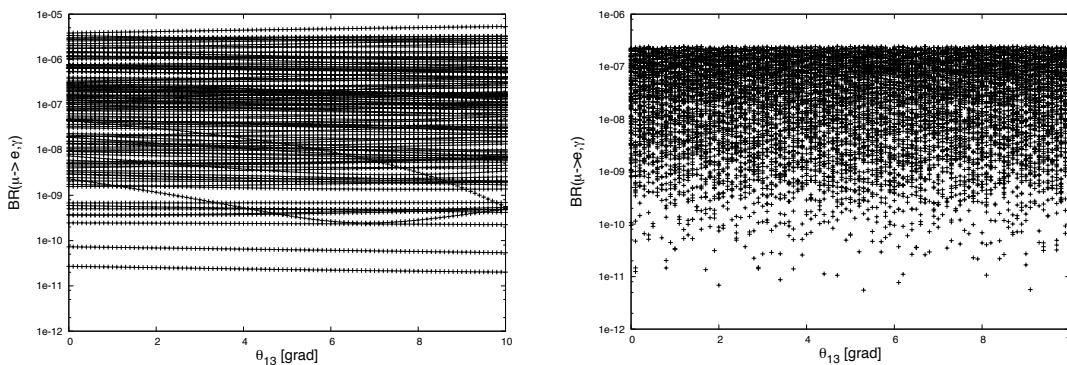 BR(μ->e,γ)
1e-05
1e-06
1e-07
1e-08
1e-09
1e-10
1e-11
1e-12
0 2 4 6 8 10
θ13 [grad]
BR(μ->e,γ)
1e-06
1e-07
1e-08
1e-09
1e-10
1e-11
1e-12
0 2 4 6 8 1
θ13 [grad]